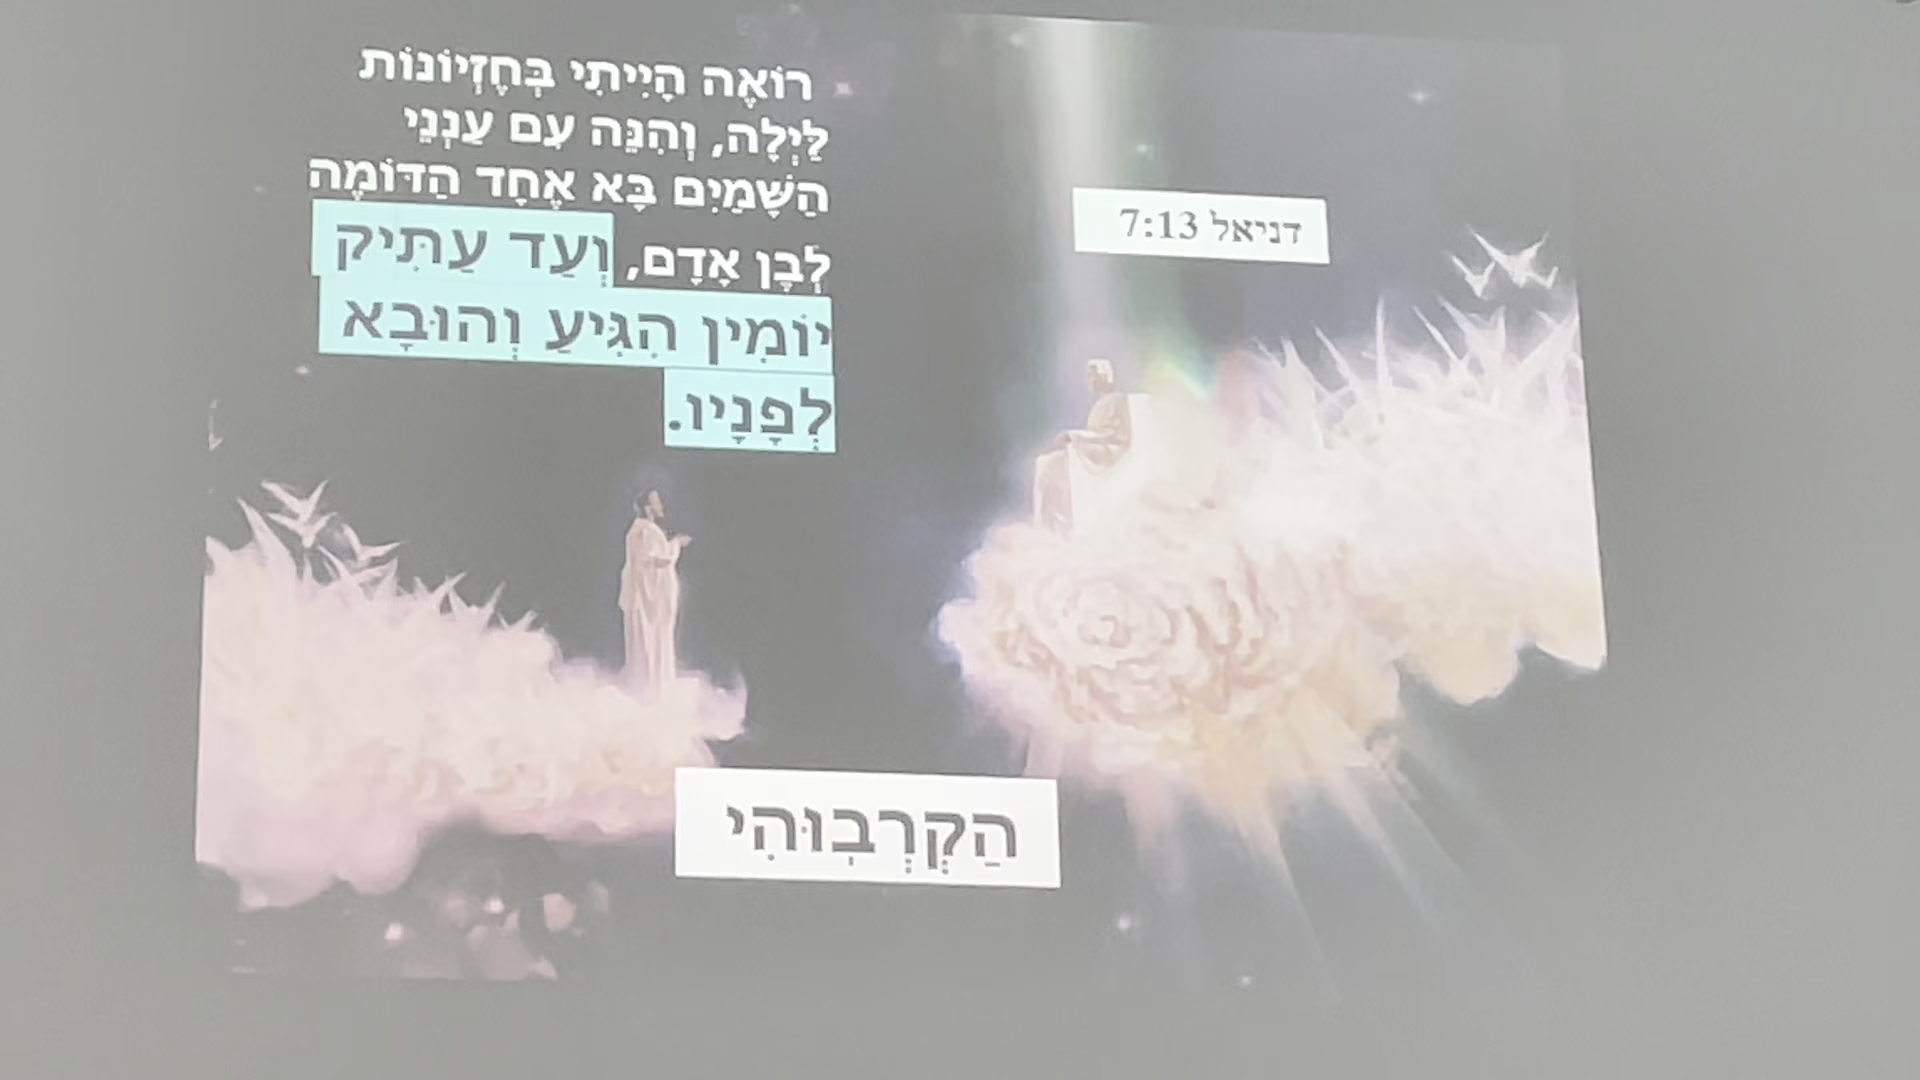 רוֹאֶה הָיִיתִי בְּחֶזְיוֹנוֹת
לַיְלָה, וְהִנֵּה עִם עַנְנֵי
הַשָּׁמַיִם בָּא אֶחָד הַדּוֹמֶה
לְבֶן אָדָם, וְעַד עַתִּיק
יוֹמִין הִגִּיעַ וְהוּבָא
לְפָנָיו.
דניאל 7:13
הַקְרְבוּהִי